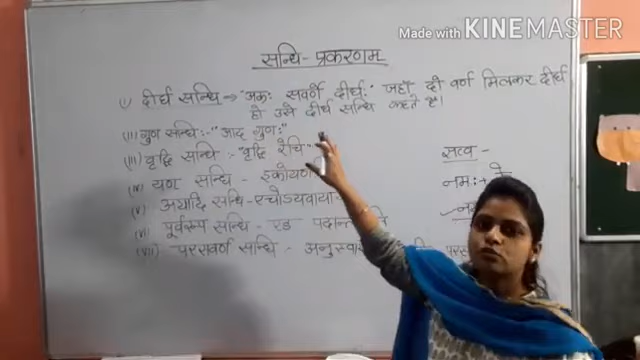 Made with KINEMASTER
सन्धि - प्रकरणम
(i) दीर्घ सन्धि → "अकः सवर्णे दीर्घः" जहाँ दो वर्ण मिलकर दीर्घ
हो उसे दीर्घ सन्धि कहते है।
(ii) गुण सन्धि :- "आद् गुणः"
(iii) वृद्धि सन्धि :- "वृद्धि रेचि"
सत्व -
(iv) यण सन्धि - इकोयण
नमः +
(v) अयादि सन्धि - एचोऽयवाया
(vi) पूर्वरूप सन्धि - एङ पदान्त
(vii) परसवर्ण सन्धि :- अनुस्वा